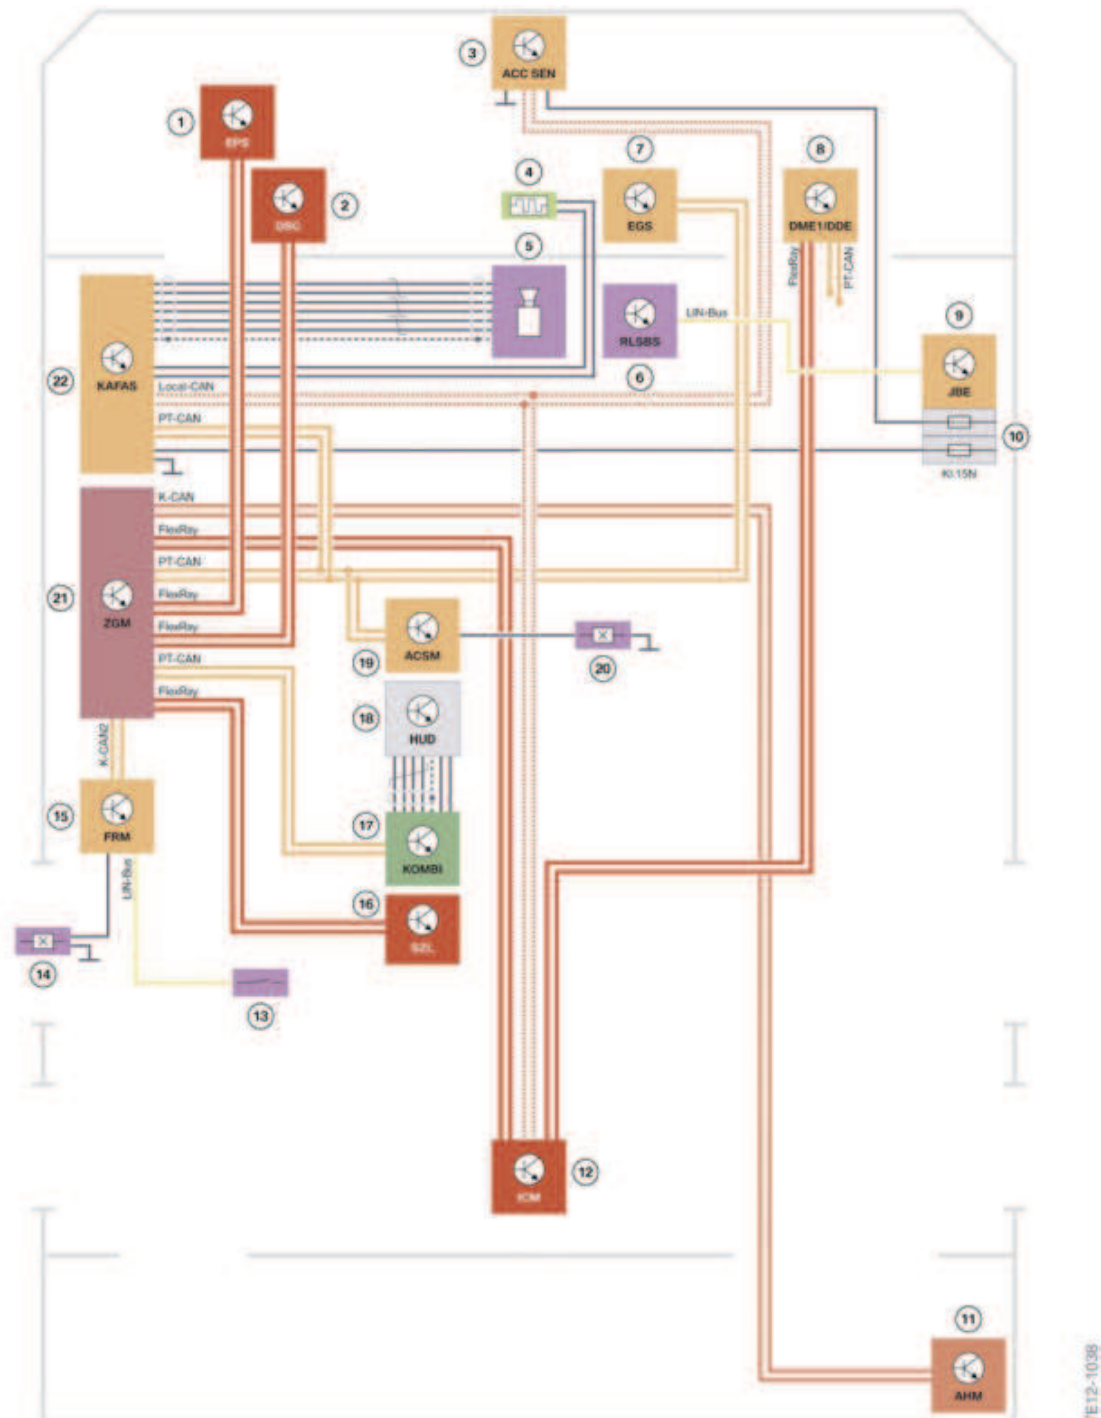 3
ACC SEN
1
EPS
2
DSC
4
7
EGS
8
DME1/DDE
FlexRay
PT-CAN
5
RLSBS
6
LIN-Bus
9
JBE
10
Kl.15N
22
KAFAS
Local-CAN
PT-CAN
21
ZGM
K-CAN
FlexRay
PT-CAN
FlexRay
FlexRay
PT-CAN
FlexRay
K-CAN2
19
ACSM
20
18
HUD
17
KOMBI
16
SZL
15
FRM
LIN-Bus
14
13
12
ICM
11
AHM